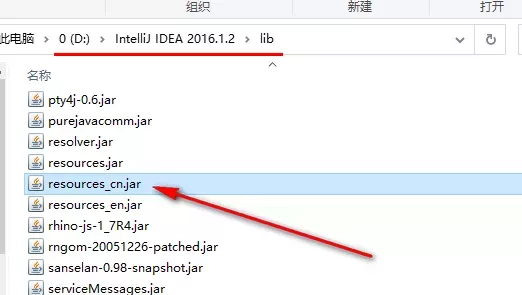 组织
新建
打开
此电脑 > 0 (D:) > IntelliJ IDEA 2016.1.2 > lib
名称
pty4j-0.6.jar
purejavacomm.jar
resolver.jar
resources.jar
resources_cn.jar
resources_en.jar
rhino-js-1_7R4.jar
rngom-20051226-patched.jar
sanselan-0.98-snapshot.jar
serviceMessages.jar